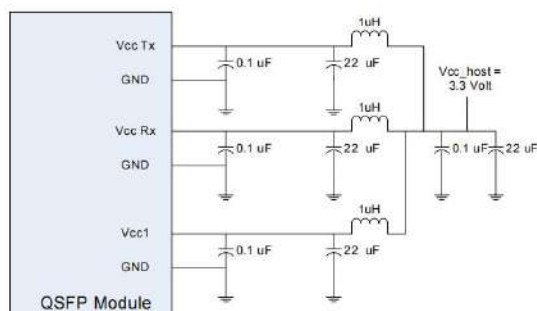 1uH
Vcc Tx
GND
0.1 uF
22 uF
Vcc_host =
3.3 Volt
1uH
Vcc Rx
GND
0.1 uF
22 uF
0.1 uF
22 uF
1uH
Vcc1
GND
0.1 uF
22 uF
QSFP Module